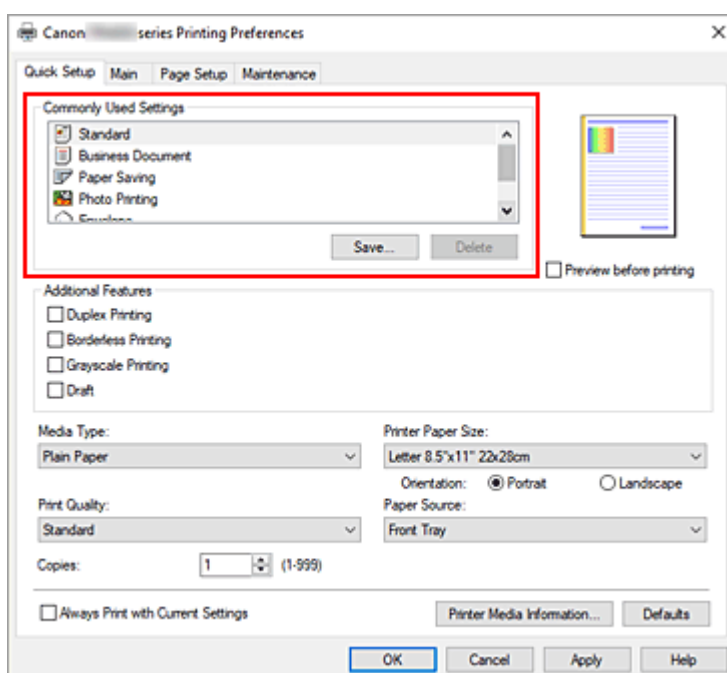 Canon series Printing Preferences
Quick Setup Main Page Setup Maintenance
Commonly Used Settings
Standard
Business Document
Paper Saving
Photo Printing
Envelope
Save... Delete
Preview before printing
Additional Features
Duplex Printing
Borderless Printing
Grayscale Printing
Draft
Media Type: Printer Paper Size:
Plain Paper Letter 8.5"x11" 22x28cm
Orientation: Portrait Landscape
Print Quality: Paper Source:
Standard Front Tray
Copies: 1 (1-999)
Always Print with Current Settings Printer Media Information... Defaults
OK Cancel Apply Help